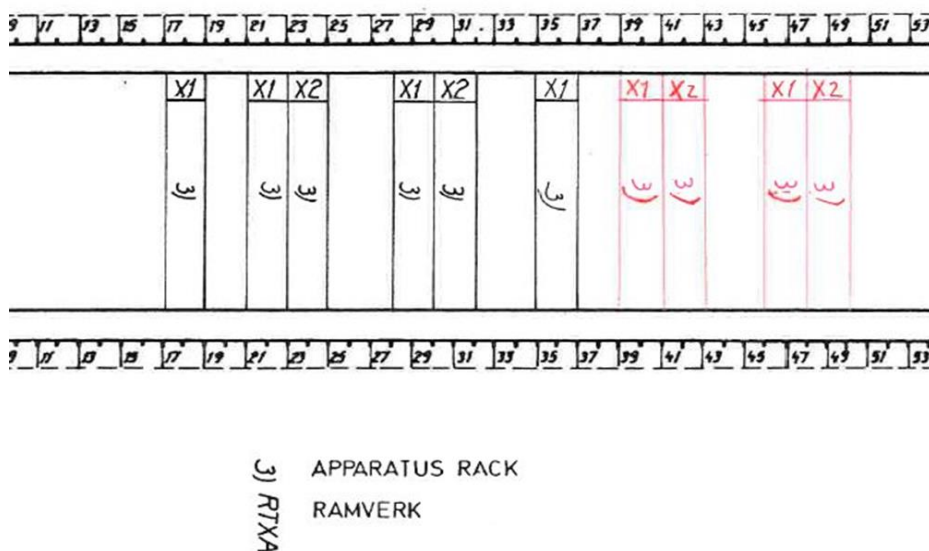 9 11 13 15 17 19 21 23 25 27 29 31 33 35 37 39 41 43 45 47 49 51 53
X1 X1 X2 X1 X2 X1 X1 X2 X1 X2
3) 3) 3) 3) 3) 3) 3) 3) 3) 3)
9 11 13 15 17 19 21 23 25 27 29 31 33 35 37 39 41 43 45 47 49 51 53
3) RTXA
APPARATUS RACK
RAMVERK